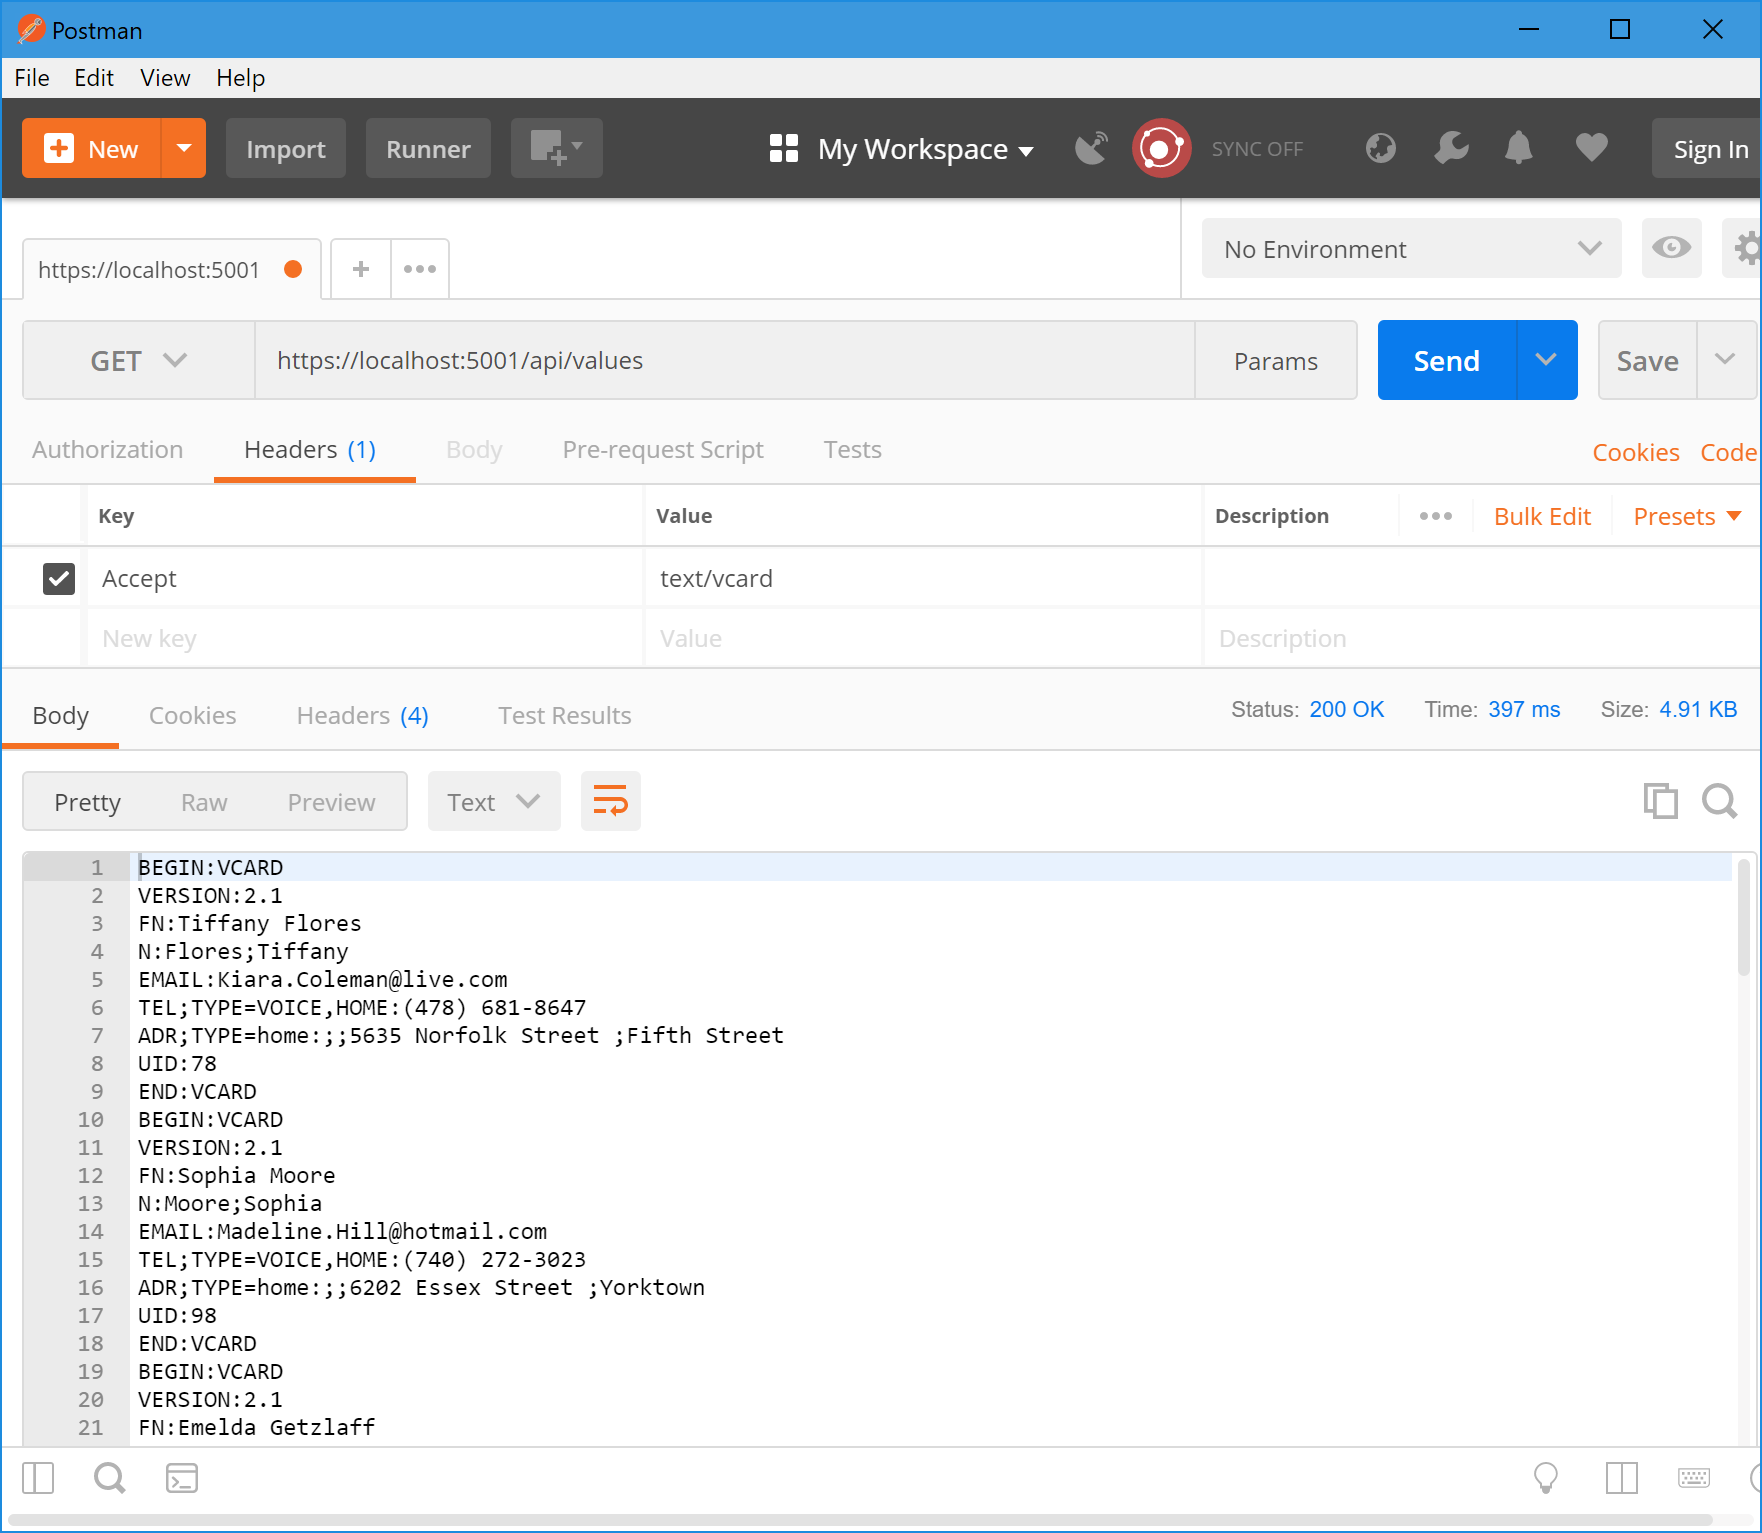 Postman
File Edit View Help
New Import Runner My Workspace SYNC OFF Sign In
https://localhost:5001 No Environment
GET https://localhost:5001/api/values Params Send Save
Authorization Headers (1) Body Pre-request Script Tests Cookies Code
Key Value Description Bulk Edit Presets
Accept text/vcard
New key Value Description
Body Cookies Headers (4) Test Results Status: 200 OK Time: 397 ms Size: 4.91 KB
Pretty Raw Preview Text
1 BEGIN:VCARD
2 VERSION:2.1
3 FN:Tiffany Flores
4 N:Flores;Tiffany
5 EMAIL:Kiara.Coleman@live.com
6 TEL;TYPE=VOICE,HOME:(478) 681-8647
7 ADR;TYPE=home:;;5635 Norfolk Street ;Fifth Street
8 UID:78
9 END:VCARD
10 BEGIN:VCARD
11 VERSION:2.1
12 FN:Sophia Moore
13 N:Moore;Sophia
14 EMAIL:Madeline.Hill@hotmail.com
15 TEL;TYPE=VOICE,HOME:(740) 272-3023
16 ADR;TYPE=home:;;6202 Essex Street ;Yorktown
17 UID:98
18 END:VCARD
19 BEGIN:VCARD
20 VERSION:2.1
21 FN:Emelda Getzlaff